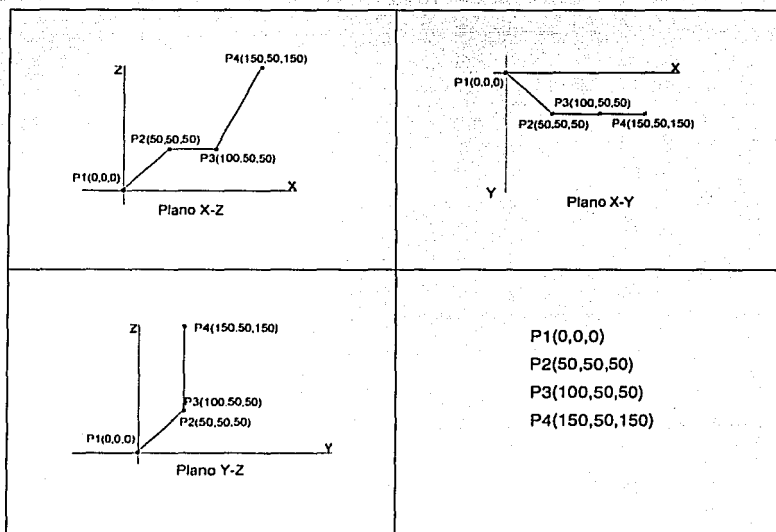 Z
P4(150,50,150)
P2(50,50,50)
P3(100,50,50)
P1(0,0,0)
X
Plano X-Z
X
P1(0,0,0)
P3(100,50,50)
P2(50,50,50) P4(150,50,150)
Y
Plano X-Y
Z
P4(150.50,150)
P3(100.50,50)
P2(50,50,50)
P1(0,0,0)
Y
Plano Y-Z
P1(0,0,0)
P2(50,50,50)
P3(100,50,50)
P4(150,50,150)